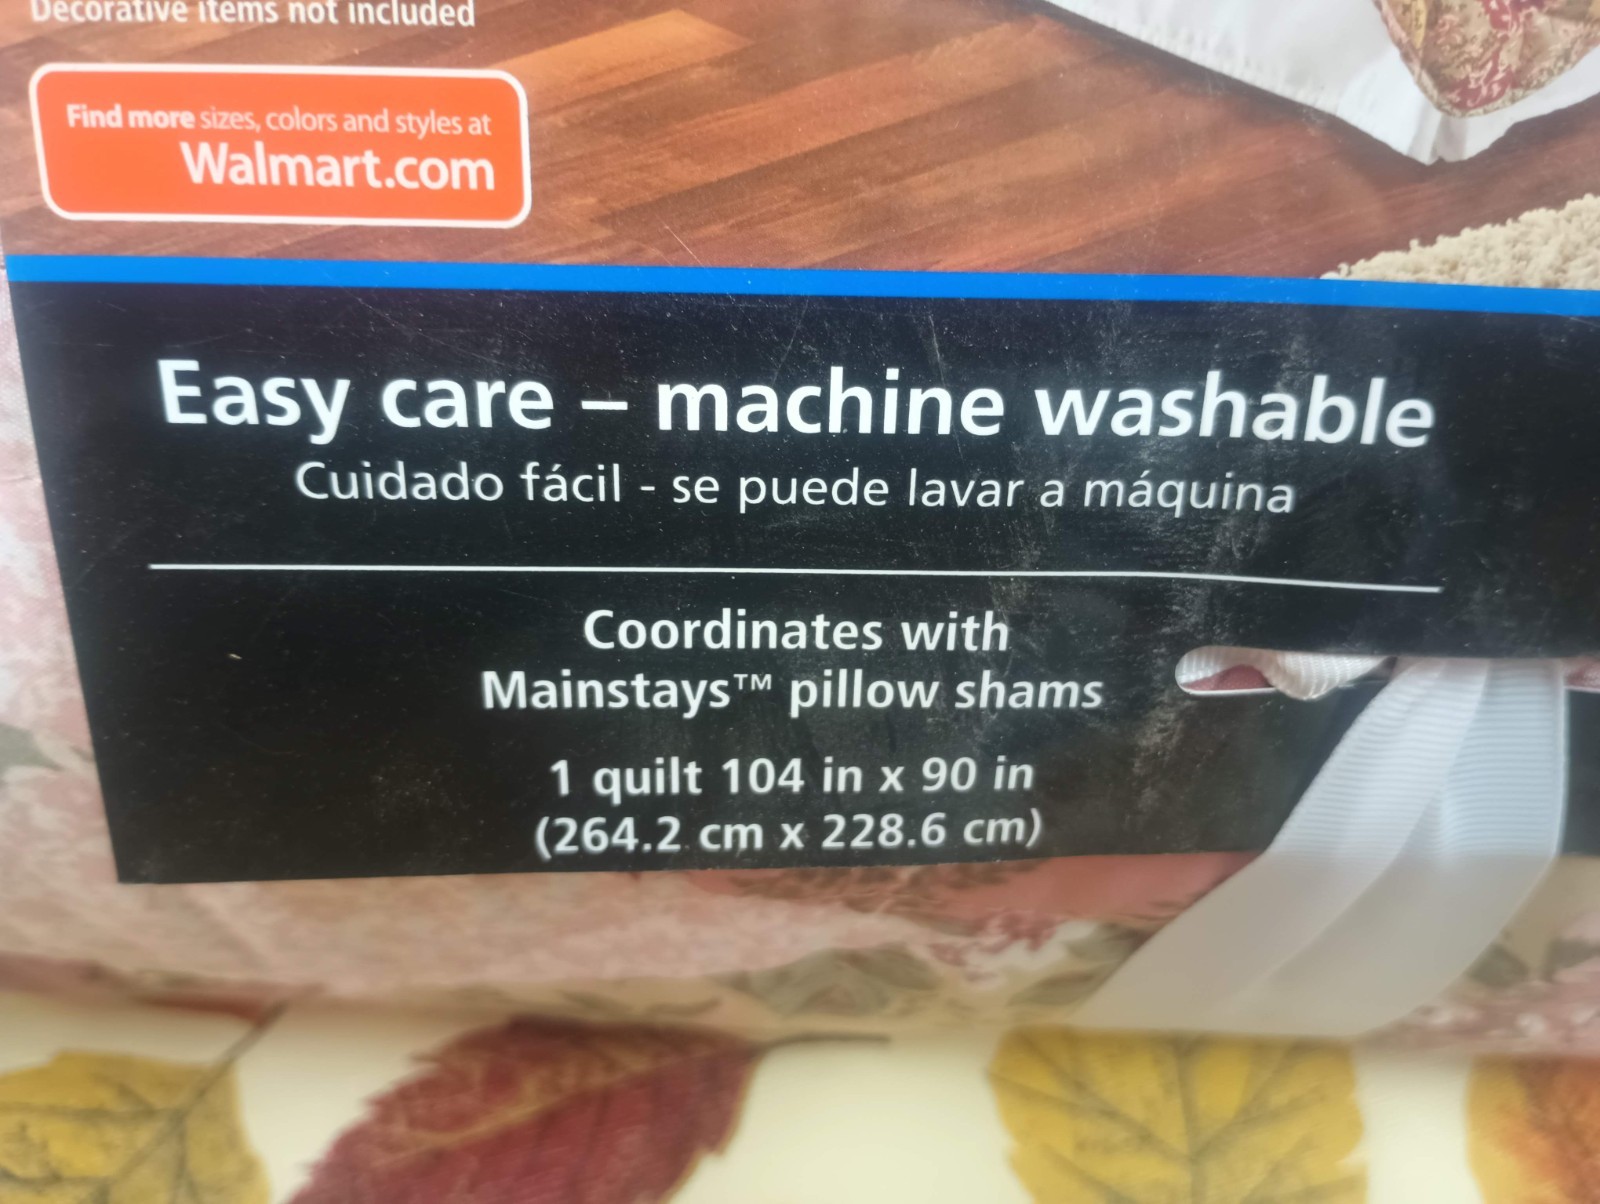 Decorative items not included
Find more sizes, colors and styles at
Walmart.com
Easy care – machine washable
Cuidado fácil - se puede lavar a máquina
Coordinates with
Mainstays™ pillow shams
1 quilt 104 in x 90 in
(264.2 cm x 228.6 cm)